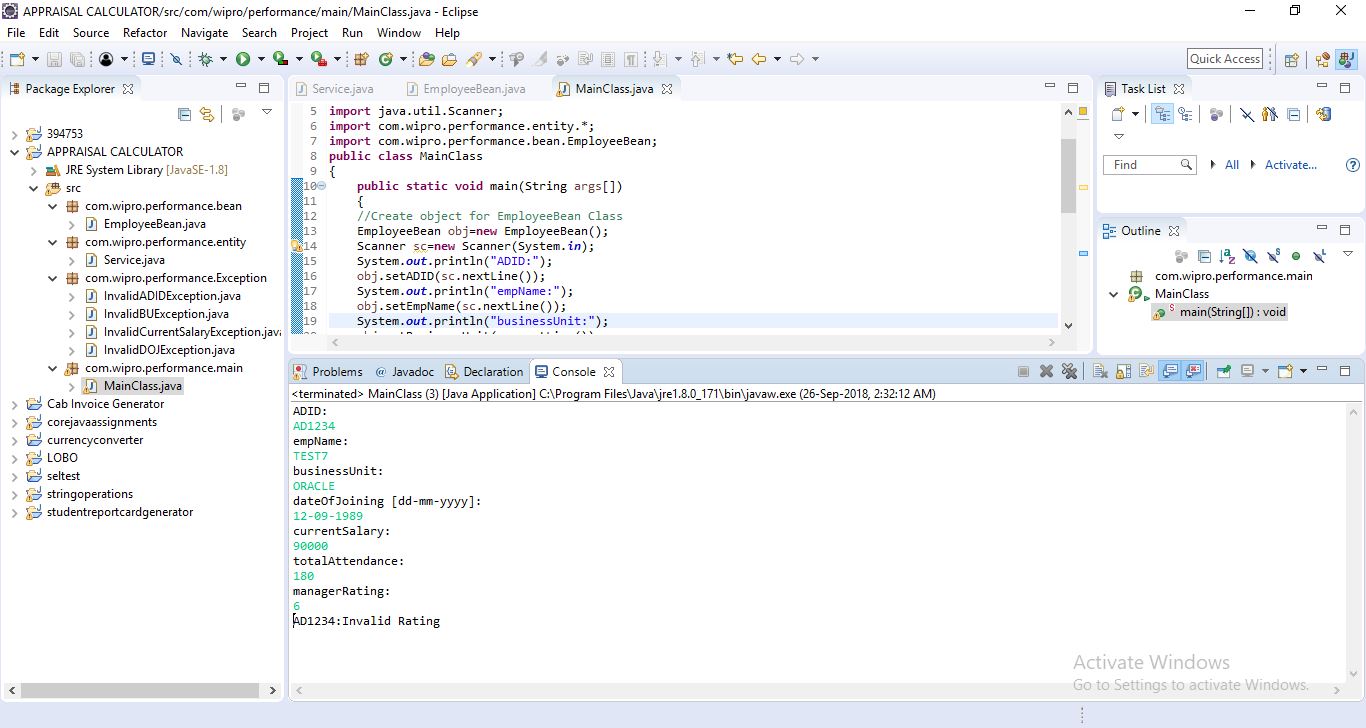 APPRAISAL CALCULATOR/src/com/wipro/performance/main/MainClass.java - Eclipse
File Edit Source Refactor Navigate Search Project Run Window Help
Quick Access
Package Explorer
394753
APPRAISAL CALCULATOR
JRE System Library [JavaSE-1.8]
src
com.wipro.performance.bean
EmployeeBean.java
com.wipro.performance.entity
Service.java
com.wipro.performance.Exception
InvalidADIDException.java
InvalidBUException.java
InvalidCurrentSalaryException.java
InvalidDOJException.java
com.wipro.performance.main
MainClass.java
Cab Invoice Generator
corejavaassignments
currencyconverter
LOBO
seltest
stringoperations
studentreportcardgenerator
Service.java EmployeeBean.java MainClass.java
5 import java.util.Scanner;
6 import com.wipro.performance.entity.*;
7 import com.wipro.performance.bean.EmployeeBean;
8 public class MainClass
9 {
10 public static void main(String args[])
11 {
12 //Create object for EmployeeBean Class
13 EmployeeBean obj=new EmployeeBean();
14 Scanner sc=new Scanner(System.in);
15 System.out.println("ADID:");
16 obj.setADID(sc.nextLine());
17 System.out.println("empName:");
18 obj.setEmpName(sc.nextLine());
19 System.out.println("businessUnit:");
Task List
Find All Activate...
Outline
com.wipro.performance.main
MainClass
main(String[]) : void
Problems @ Javadoc Declaration Console
<terminated> MainClass (3) [Java Application] C:\Program Files\Java\jre1.8.0_171\bin\javaw.exe (26-Sep-2018, 2:32:12 AM)
ADID:
AD1234
empName:
TEST7
businessUnit:
ORACLE
dateOfJoining [dd-mm-yyyy]:
12-09-1989
currentSalary:
90000
totalAttendance:
180
managerRating:
6
AD1234:Invalid Rating
Activate Windows
Go to Settings to activate Windows.